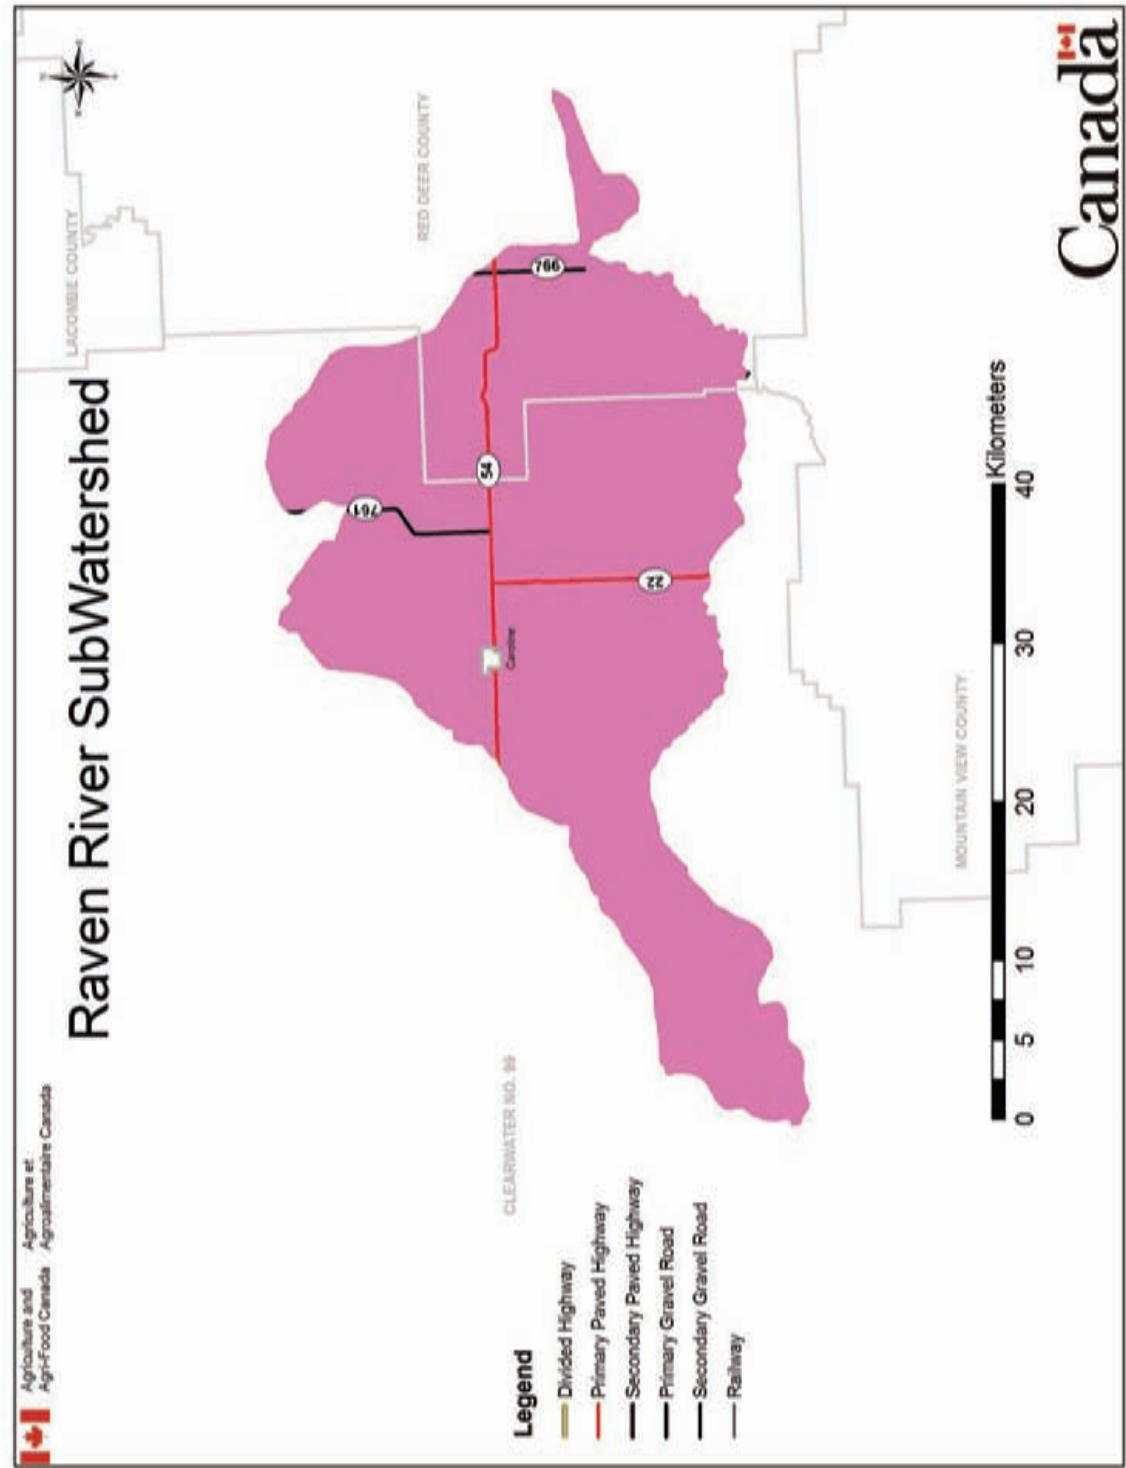 Agriculture and
Agri-Food Canada
Agriculture et
Agroalimentaire Canada
Raven River SubWatershed
LACOMBE COUNTY
RED DEER COUNTY
CLEARWATER NO. 99
MOUNTAIN VIEW COUNTY
761
54
766
22
Caroline
Legend
Divided Highway
Primary Paved Highway
Secondary Paved Highway
Primary Gravel Road
Secondary Gravel Road
Railway
0 5 10 20 30 40
Kilometers
Canada